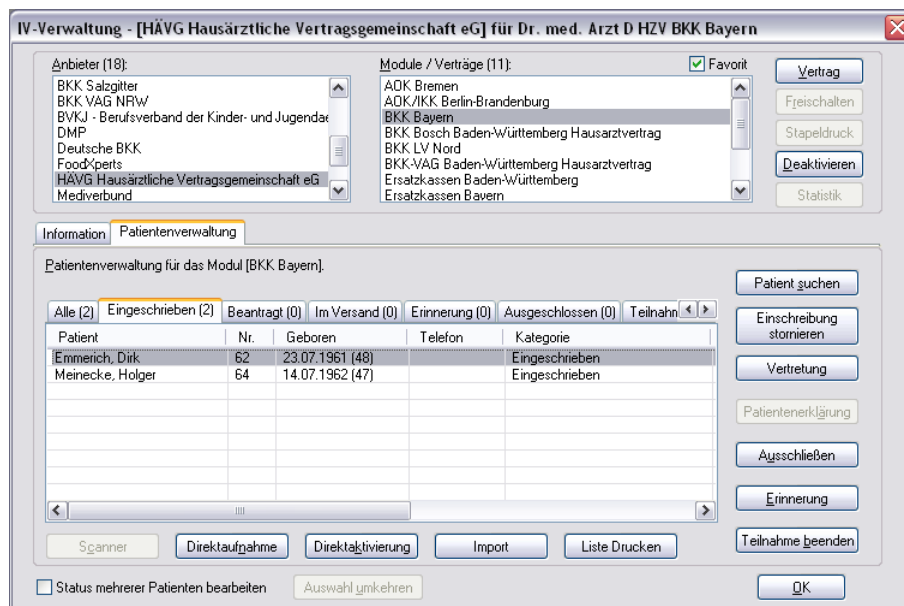 IV-Verwaltung - [HÄVG Hausärztliche Vertragsgemeinschaft eG] für Dr. med. Arzt D HZV BKK Bayern
Anbieter (18):
BKK Salzgitter
BKK VAG NRW
BVKJ - Berufsverband der Kinder- und Jugendae
DMP
Deutsche BKK
FoodXperts
HÄVG Hausärztliche Vertragsgemeinschaft eG
Mediverbund
Module / Verträge (11):
Favorit
AOK Bremen
AOK/IKK Berlin-Brandenburg
BKK Bayern
BKK Bosch Baden-Württemberg Hausarztvertrag
BKK LV Nord
BKK-VAG Baden-Württemberg Hausarztvertrag
Ersatzkassen Baden-Württemberg
Ersatzkassen Bayern
Vertrag
Freischalten
Stapeldruck
Deaktivieren
Statistik
Information Patientenverwaltung
Patientenverwaltung für das Modul [BKK Bayern].
Alle (2) Eingeschrieben (2) Beantragt (0) Im Versand (0) Erinnerung (0) Ausgeschlossen (0) Teilnahn
Patient Nr. Geboren Telefon Kategorie
Emmerich, Dirk 62 23.07.1961 (48) Eingeschrieben
Meinecke, Holger 64 14.07.1962 (47) Eingeschrieben
Patient suchen
Einschreibung
stornieren
Vertretung
Patientenerklärung
Ausschließen
Erinnerung
Teilnahme beenden
Scanner Direktaufnahme Direktaktivierung Import Liste Drucken
Status mehrerer Patienten bearbeiten Auswahl umkehren OK